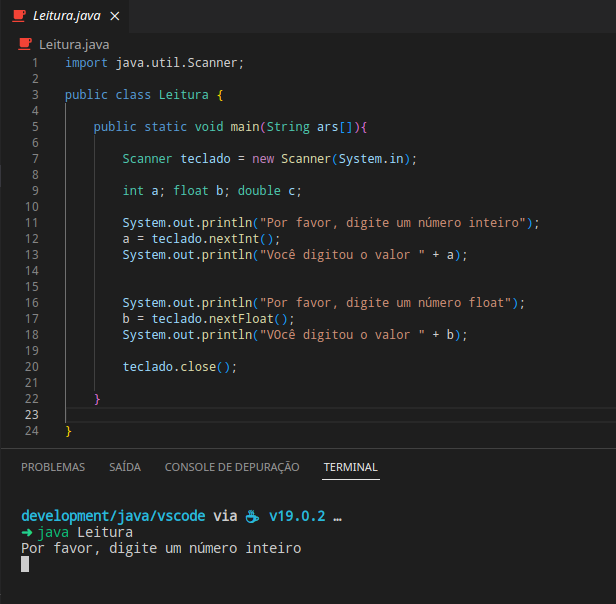 Leitura.java ×
Leitura.java
1 import java.util.Scanner;
2
3 public class Leitura {
4
5 public static void main(String ars[]){
6
7 Scanner teclado = new Scanner(System.in);
8
9 int a; float b; double c;
10
11 System.out.println("Por favor, digite um número inteiro");
12 a = teclado.nextInt();
13 System.out.println("Você digitou o valor " + a);
14
15
16 System.out.println("Por favor, digite um número float");
17 b = teclado.nextFloat();
18 System.out.println("VOcê digitou o valor " + b);
19
20 teclado.close();
21
22 }
23
24 }
PROBLEMAS SAÍDA CONSOLE DE DEPURAÇÃO TERMINAL
development/java/vscode via ☕ v19.0.2 …
➜ java Leitura
Por favor, digite um número inteiro